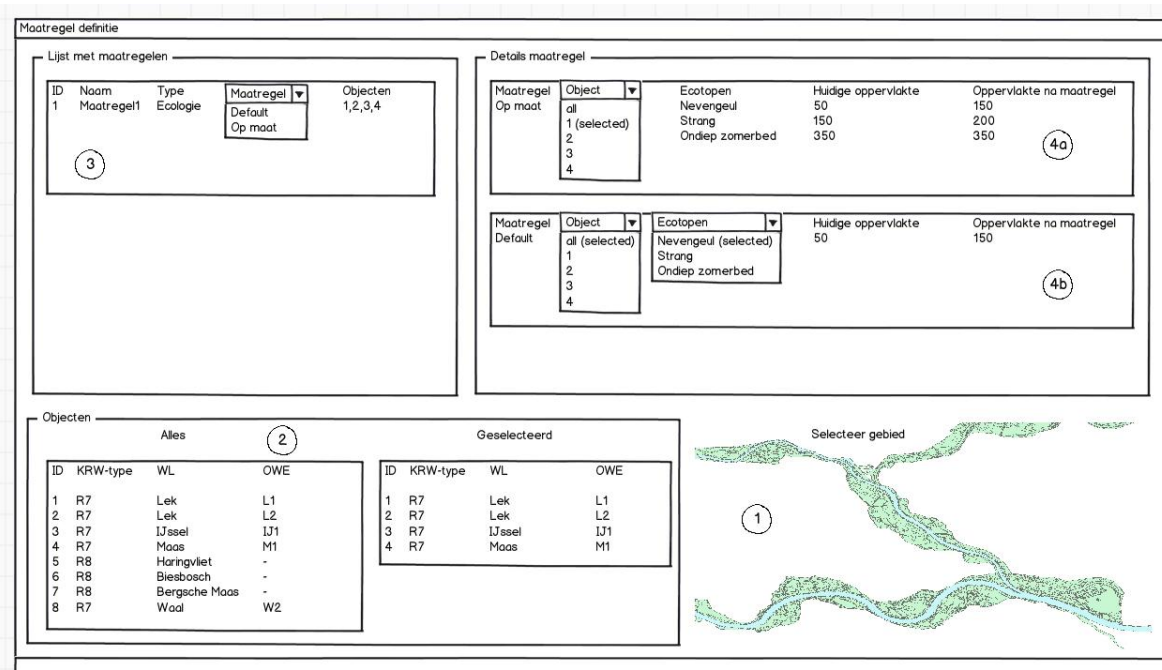 Maatregel definitie
Lijst met maatregelen
ID Naam Type Maatregel Objecten
1 Maatregel1 Ecologie Default 1,2,3,4
Op maat
3
Details maatregel
Maatregel Object Ecotopen Huidige oppervlakte Oppervlakte na maatregel
Op maat all Nevengeul 50 150
1 (selected) Strang 150 200
2 Ondiep zomerbed 350 350
3
4
4a
Maatregel Object Ecotopen Huidige oppervlakte Oppervlakte na maatregel
Default all (selected) Nevengeul (selected) 50 150
1 Strang
2 Ondiep zomerbed
3
4
4b
Objecten
Alles 2
ID KRW-type WL OWE
1 R7 Lek L1
2 R7 Lek L2
3 R7 IJssel IJ1
4 R7 Maas M1
5 R8 Haringvliet -
6 R8 Biesbosch -
7 R8 Bergsche Maas -
8 R7 Waal W2
Geselecteerd
ID KRW-type WL OWE
1 R7 Lek L1
2 R7 Lek L2
3 R7 IJssel IJ1
4 R7 Maas M1
Selecteer gebied
1